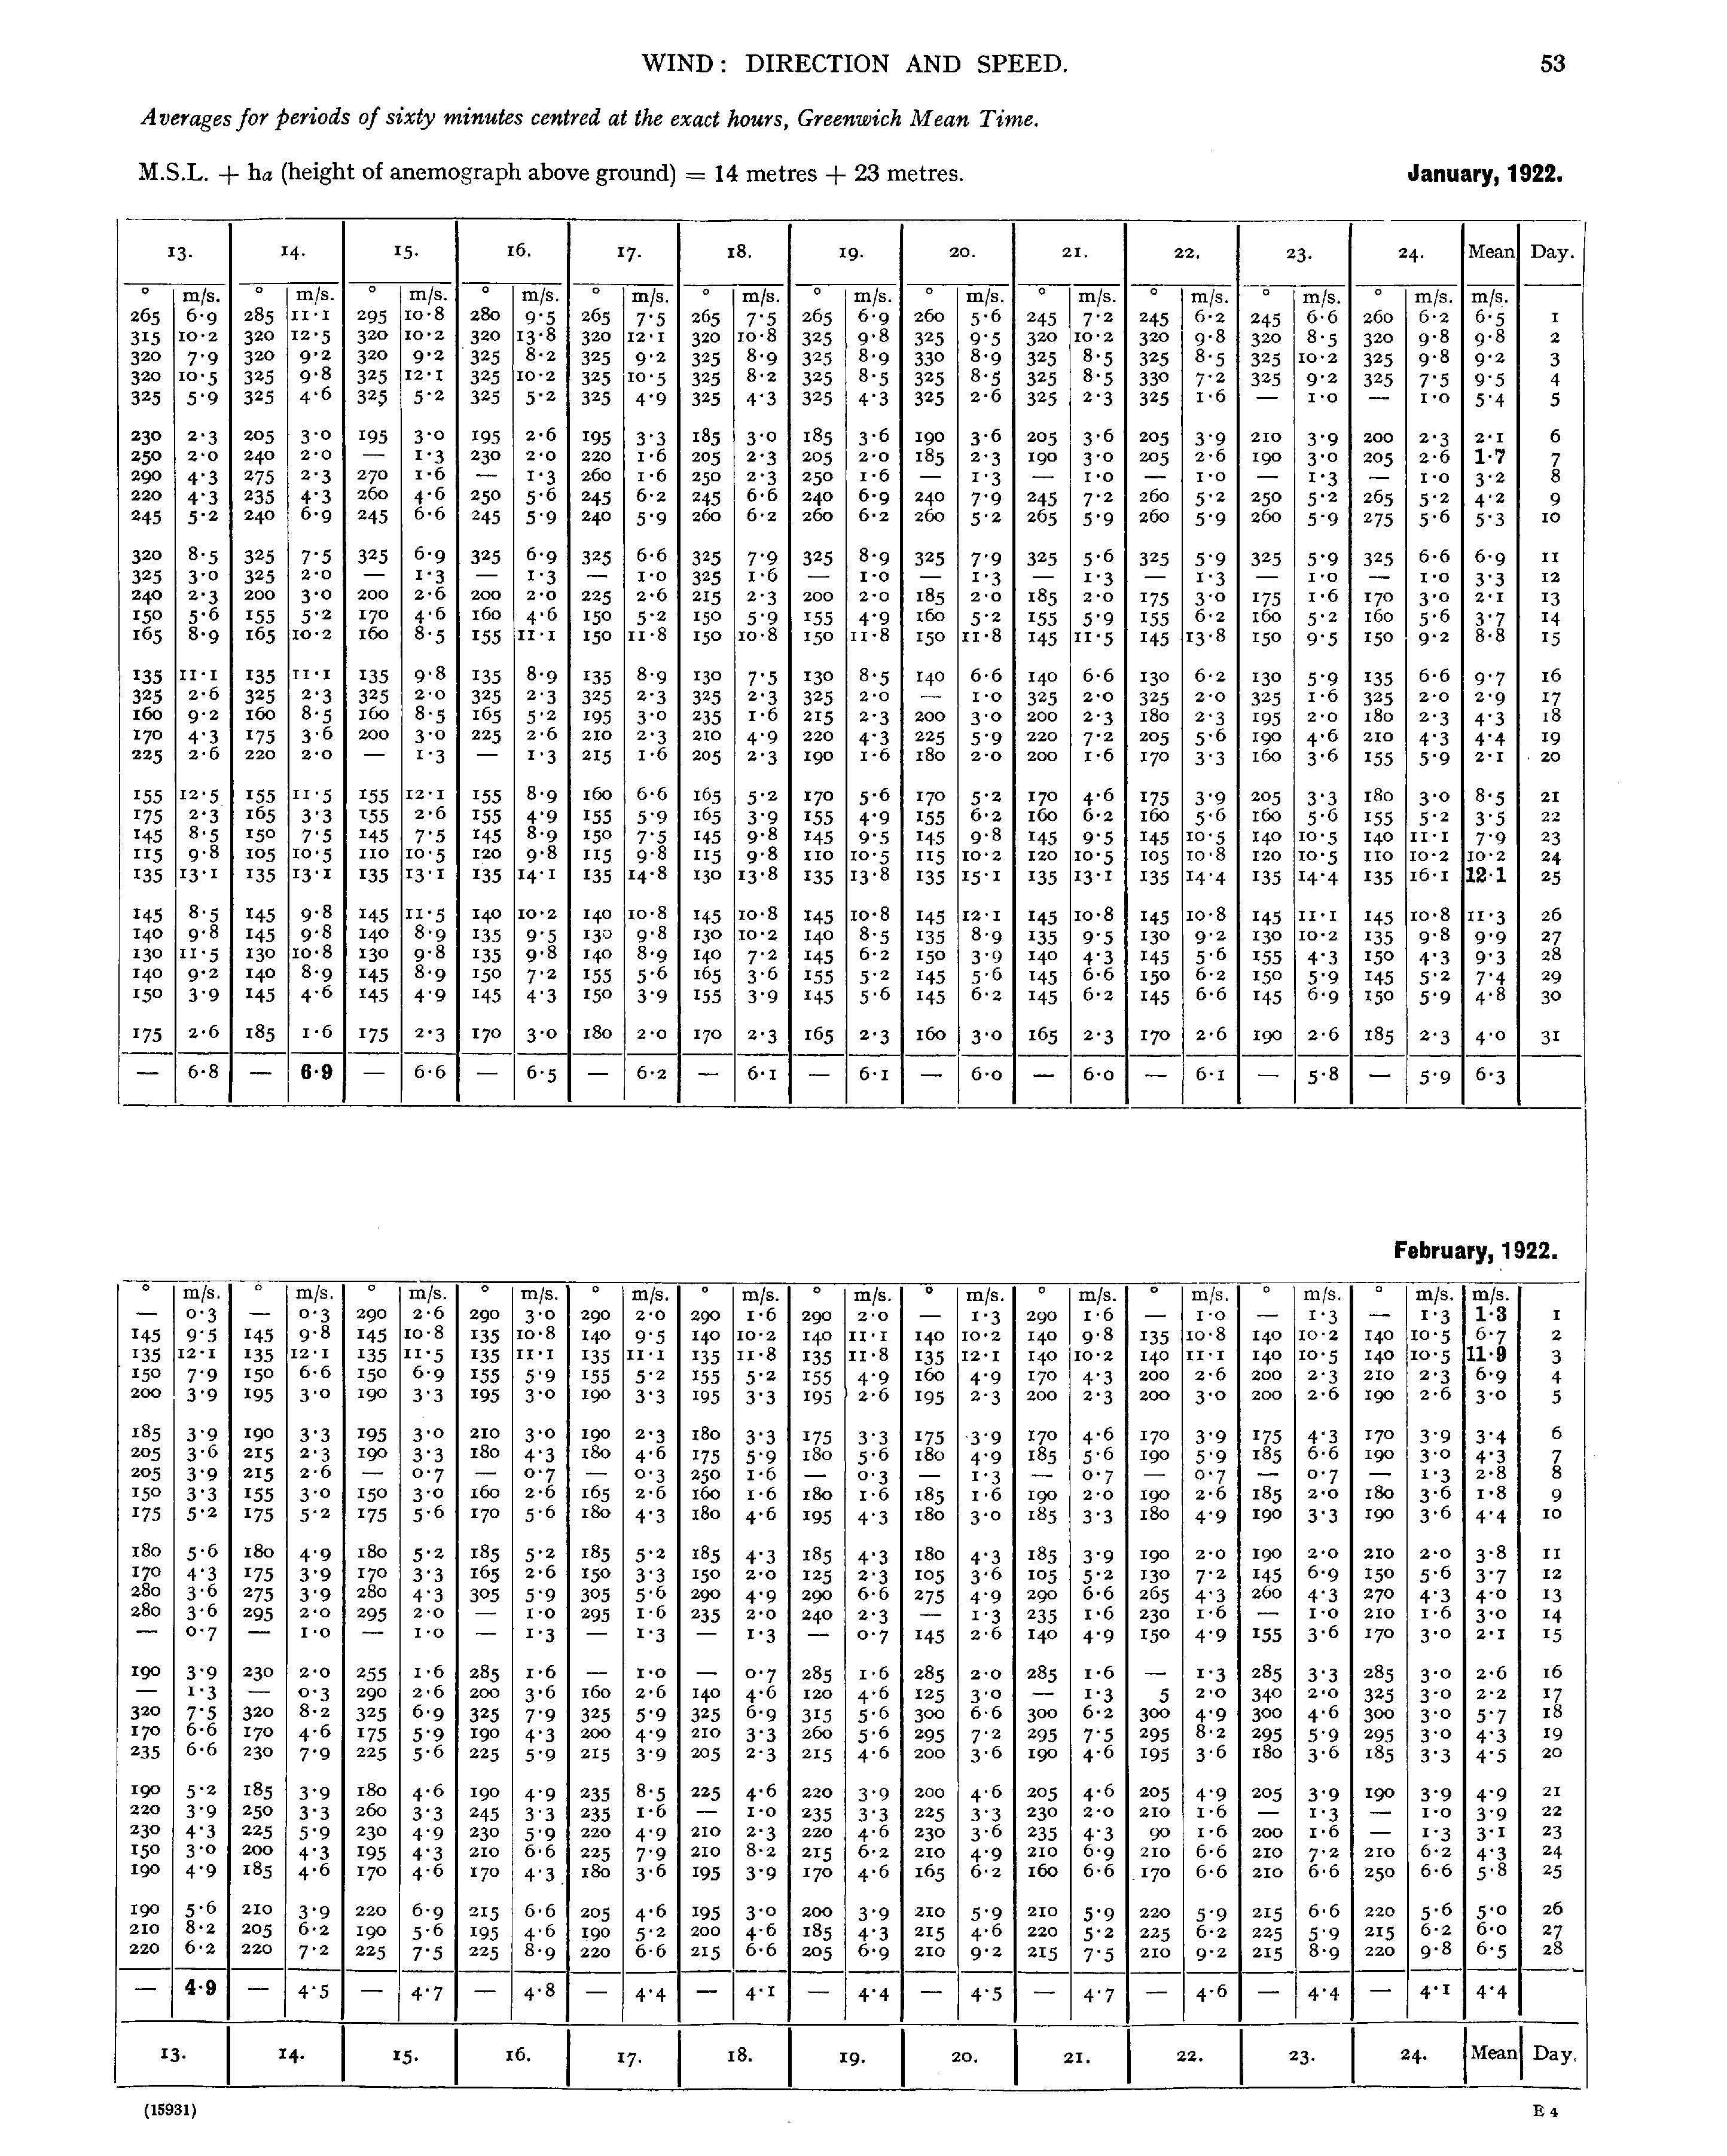 WIND: DIRECTION AND SPEED. 53
Averages for periods of sixty minutes centred at the exact hours, Greenwich Mean Time.
M.S.L. + ha (height of anemograph above ground) = 14 metres + 23 metres. January, 1922.
13. 14. 15. 16. 17. 18. 19. 20. 21. 22. 23. 24. Mean Day.
° m/s. ° m/s. ° m/s. ° m/s. ° m/s. ° m/s. ° m/s. ° m/s. ° m/s. ° m/s. ° m/s. ° m/s. m/s.
265 6·9 285 11·1 295 10·8 280 9·5 265 7·5 265 7·5 265 6·9 260 5·6 245 7·2 245 6·2 245 6·6 260 6·2 6·5 1
315 10·2 320 12·5 320 10·2 320 13·8 320 12·1 320 10·8 325 9·8 325 9·5 320 10·2 320 9·8 320 8·5 320 9·8 9·8 2
320 7·9 320 9·2 320 9·2 325 8·2 325 9·2 325 8·9 325 8·9 330 8·9 325 8·5 325 8·5 325 10·2 325 9·8 9·2 3
320 10·5 325 9·8 325 12·1 325 10·2 325 10·5 325 8·2 325 8·5 325 8·5 325 8·5 330 7·2 325 9·2 325 7·5 9·5 4
325 5·9 325 4·6 325 5·2 325 5·2 325 4·9 325 4·3 325 4·3 325 2·6 325 2·3 325 1·6 — 1·0 — 1·0 5·4 5
230 2·3 205 3·0 195 3·0 195 2·6 195 3·3 185 3·0 185 3·6 190 3·6 205 3·6 205 3·9 210 3·9 200 2·3 2·1 6
250 2·0 240 2·0 — 1·3 230 2·0 220 1·6 205 2·3 205 2·0 185 2·3 190 3·0 205 2·6 190 3·0 205 2·6 1·7 7
290 4·3 275 2·3 270 1·6 — 1·3 260 1·6 250 2·3 250 1·6 — 1·3 — 1·0 — 1·0 — 1·3 — 1·0 3·2 8
220 4·3 235 4·3 260 4·6 250 5·6 245 6·2 245 6·6 240 6·9 240 7·9 245 7·2 260 5·2 250 5·2 265 5·2 4·2 9
245 5·2 240 6·9 245 6·6 245 5·9 240 5·9 260 6·2 260 6·2 260 5·2 265 5·9 260 5·9 260 5·9 275 5·6 5·3 10
320 8·5 325 7·5 325 6·9 325 6·9 325 6·6 325 7·9 325 8·9 325 7·9 325 5·6 325 5·9 325 5·9 325 6·6 6·9 11
325 3·0 325 2·0 — 1·3 — 1·3 — 1·0 325 1·6 — 1·0 — 1·3 — 1·3 — 1·3 — 1·0 — 1·0 3·3 12
240 2·3 200 3·0 200 2·6 200 2·0 225 2·6 215 2·3 200 2·0 185 2·0 185 2·0 175 3·0 175 1·6 170 3·0 2·1 13
150 5·6 155 5·2 170 4·6 160 4·6 150 5·2 150 5·9 155 4·9 160 5·2 155 5·9 155 6·2 160 5·2 160 5·6 3·7 14
165 8·9 165 10·2 160 8·5 155 11·1 150 11·8 150 10·8 150 11·8 150 11·8 145 11·5 145 13·8 150 9·5 150 9·2 8·8 15
135 11·1 135 11·1 135 9·8 135 8·9 135 8·9 130 7·5 130 8·5 140 6·6 140 6·6 130 6·2 130 5·9 135 6·6 9·7 16
325 2·6 325 2·3 325 2·0 325 2·3 325 2·3 325 2·3 325 2·0 — 1·0 325 2·0 325 2·0 325 1·6 325 2·0 2·9 17
160 9·2 160 8·5 160 8·5 165 5·2 195 3·0 235 1·6 215 2·3 200 3·0 200 2·3 180 2·3 195 2·0 180 2·3 4·3 18
170 4·3 175 3·6 200 3·0 225 2·6 210 2·3 210 4·9 220 4·3 225 5·9 220 7·2 205 5·6 190 4·6 210 4·3 4·4 19
225 2·6 220 2·0 — 1·3 — 1·3 215 1·6 205 2·3 190 1·6 180 2·0 200 1·6 170 3·3 160 3·6 155 5·9 2·1 20
155 12·5 155 11·5 155 12·1 155 8·9 160 6·6 165 5·2 170 5·6 170 5·2 170 4·6 175 3·9 205 3·3 180 3·0 8·5 21
175 2·3 165 3·3 155 2·6 155 4·9 155 5·9 165 3·9 155 4·9 155 6·2 160 6·2 160 5·6 160 5·6 155 5·2 3·5 22
145 8·5 150 7·5 145 7·5 145 8·9 150 7·5 145 9·8 145 9·5 145 9·8 145 9·5 145 10·5 140 10·5 140 11·1 7·9 23
115 9·8 105 10·5 110 10·5 120 9·8 115 9·8 115 9·8 110 10·5 115 10·2 120 10·5 105 10·8 120 10·5 110 10·2 10·2 24
135 13·1 135 13·1 135 13·1 135 14·1 135 14·8 130 13·8 135 13·8 135 15·1 135 13·1 135 14·4 135 14·4 135 16·1 12·1 25
145 8·5 145 9·8 145 11·5 140 10·2 140 10·8 145 10·8 145 10·8 145 12·1 145 10·8 145 10·8 145 11·1 145 10·8 11·3 26
140 9·8 145 9·8 140 8·9 135 9·5 130 9·8 130 10·2 140 8·5 135 8·9 135 9·5 130 9·2 130 10·2 135 9·8 9·9 27
130 11·5 130 10·8 130 9·8 135 9·8 140 8·9 140 7·2 145 6·2 150 3·9 140 4·3 145 5·6 155 4·3 150 4·3 9·3 28
140 9·2 140 8·9 145 8·9 150 7·2 155 5·6 165 3·6 155 5·2 145 5·6 145 6·6 150 6·2 150 5·9 145 5·2 7·4 29
150 3·9 145 4·6 145 4·9 145 4·3 150 3·9 155 3·9 145 5·6 145 6·2 145 6·2 145 6·6 145 6·9 150 5·9 4·8 30
175 2·6 185 1·6 175 2·3 170 3·0 180 2·0 170 2·3 165 2·3 160 3·0 165 2·3 170 2·6 190 2·6 185 2·3 4·0 31
— 6·8 — 6·9 — 6·6 — 6·5 — 6·2 — 6·1 — 6·1 — 6·0 — 6·0 — 6·1 — 5·8 — 5·9 6·3
February, 1922.
° m/s. ° m/s. ° m/s. ° m/s. ° m/s. ° m/s. ° m/s. ° m/s. ° m/s. ° m/s. ° m/s. ° m/s. m/s.
— 0·3 — 0·3 290 2·6 290 3·0 290 2·0 290 1·6 290 2·0 — 1·3 290 1·6 — 1·0 — 1·3 — 1·3 1·3 1
145 9·5 145 9·8 145 10·8 135 10·8 140 9·5 140 10·2 140 11·1 140 10·2 140 9·8 135 10·8 140 10·2 140 10·5 6·7 2
135 12·1 135 12·1 135 11·5 135 11·1 135 11·1 135 11·8 135 11·8 135 12·1 140 10·2 140 11·1 140 10·5 140 10·5 11·9 3
150 7·9 150 6·6 150 6·9 155 5·9 155 5·2 155 5·2 155 4·9 160 4·9 170 4·3 200 2·6 200 2·3 210 2·3 6·9 4
200 3·9 195 3·0 190 3·3 195 3·0 190 3·3 195 3·3 195 2·6 195 2·3 200 2·3 200 3·0 200 2·6 190 2·6 3·0 5
185 3·9 190 3·3 195 3·0 210 3·0 190 2·3 180 3·3 175 3·3 175 3·9 170 4·6 170 3·9 175 4·3 170 3·9 3·4 6
205 3·6 215 2·3 190 3·3 180 4·3 180 4·6 175 5·9 180 5·6 180 4·9 185 5·6 190 5·9 185 6·6 190 3·0 4·3 7
205 3·9 215 2·6 — 0·7 — 0·7 — 0·3 250 1·6 — 0·3 — 1·3 — 0·7 — 0·7 — 0·7 — 1·3 2·8 8
150 3·3 155 3·0 150 3·0 160 2·6 165 2·6 160 1·6 180 1·6 185 1·6 190 2·0 190 2·6 185 2·0 180 3·6 1·8 9
175 5·2 175 5·2 175 5·6 170 5·6 180 4·3 180 4·6 195 4·3 180 3·0 185 3·3 180 4·9 190 3·3 190 3·6 4·4 10
180 5·6 180 4·9 180 5·2 185 5·2 185 5·2 185 4·3 185 4·3 180 4·3 185 3·9 190 2·0 190 2·0 210 2·0 3·8 11
170 4·3 175 3·9 170 3·3 165 2·6 150 3·3 150 2·0 125 2·3 105 3·6 105 5·2 130 7·2 145 6·9 150 5·6 3·7 12
280 3·6 275 3·9 280 4·3 305 5·9 305 5·6 290 4·9 290 6·6 275 4·9 290 6·6 265 4·3 260 4·3 270 4·3 4·0 13
280 3·6 295 2·0 295 2·0 — 1·0 295 1·6 235 2·0 240 2·3 — 1·3 235 1·6 230 1·6 — 1·0 210 1·6 3·0 14
— 0·7 — 1·0 — 1·0 — 1·3 — 1·3 — 1·3 — 0·7 145 2·6 140 4·9 150 4·9 155 3·6 170 3·0 2·1 15
190 3·9 230 2·0 255 1·6 285 1·6 — 1·0 — 0·7 285 1·6 285 2·0 285 1·6 — 1·3 285 3·3 285 3·0 2·6 16
— 1·3 — 0·3 290 2·6 200 3·6 160 2·6 140 4·6 120 4·6 125 3·0 — 1·3 5 2·0 340 2·0 325 3·0 2·2 17
320 7·5 320 8·2 325 6·9 325 7·9 325 5·9 325 6·9 315 5·6 300 6·6 300 6·2 300 4·9 300 4·6 300 3·0 5·7 18
170 6·6 170 4·6 175 5·9 190 4·3 200 4·9 210 3·3 260 5·6 295 7·2 295 7·5 295 8·2 295 5·9 295 3·0 4·3 19
235 6·6 230 7·9 225 5·6 225 5·9 215 3·9 205 2·3 215 4·6 200 3·6 190 4·6 195 3·6 180 3·6 185 3·3 4·5 20
190 5·2 185 3·9 180 4·6 190 4·9 235 8·5 225 4·6 220 3·9 200 4·6 205 4·6 205 4·9 205 3·9 190 3·9 4·9 21
220 3·9 250 3·3 260 3·3 245 3·3 235 1·6 — 1·0 235 3·3 225 3·3 230 2·0 210 1·6 — 1·3 — 1·0 3·9 22
230 4·3 225 5·9 230 4·9 230 5·9 220 4·9 210 2·3 220 4·6 230 3·6 235 4·3 90 1·6 200 1·6 — 1·3 3·1 23
150 3·0 200 4·3 195 4·3 210 6·6 225 7·9 210 8·2 215 6·2 210 4·9 210 6·9 210 6·6 210 7·2 210 6·2 4·3 24
190 4·9 185 4·6 170 4·6 170 4·3 180 3·6 195 3·9 170 4·6 165 6·2 160 6·6 170 6·6 210 6·6 250 6·6 5·8 25
190 5·6 210 3·9 220 6·9 215 6·6 205 4·6 195 3·0 200 3·9 210 5·9 210 5·9 220 5·9 215 6·6 220 5·6 5·0 26
210 8·2 205 6·2 190 5·6 195 4·6 190 5·2 200 4·6 185 4·3 215 4·6 220 5·2 225 6·2 225 5·9 215 6·2 6·0 27
220 6·2 220 7·2 225 7·5 225 8·9 220 6·6 215 6·6 205 6·9 210 9·2 215 7·5 210 9·2 215 8·9 220 9·8 6·5 28
— 4·9 — 4·5 — 4·7 — 4·8 — 4·4 — 4·1 — 4·4 — 4·5 — 4·7 — 4·6 — 4·4 — 4·1 4·4
13. 14. 15. 16. 17. 18. 19. 20. 21. 22. 23. 24. Mean Day.
(15931) E 4